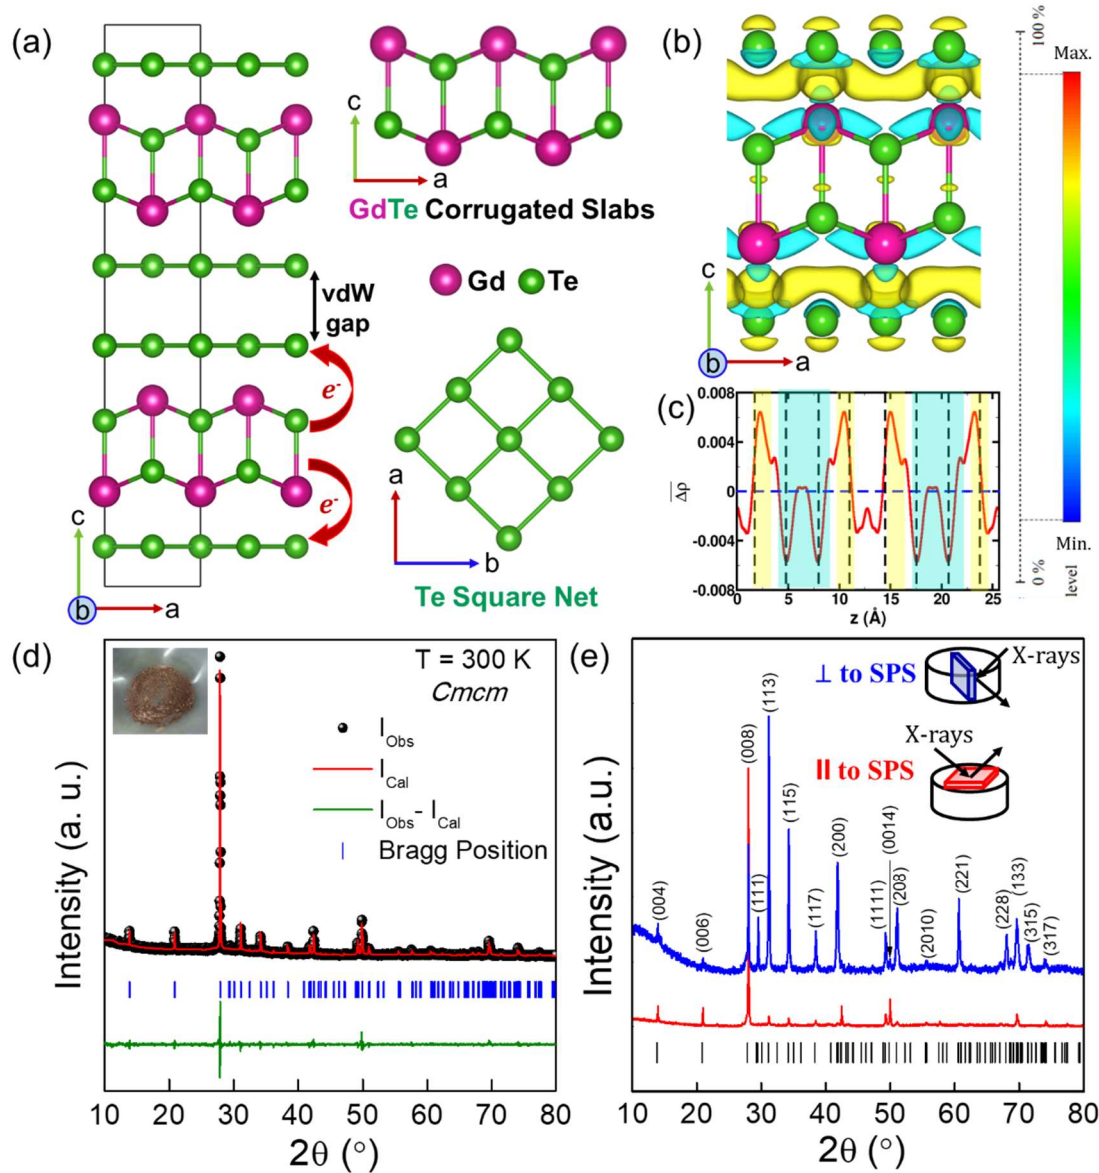 (a)
c
a
GdTe Corrugated Slabs
Gd
Te
vdW
gap
e-
e-
a
b
Te Square Net
c
b
a
(b)
c
b
a
100 %
Max.
Min.
level
0 %
(c)
0.008
0.004
0
-0.004
-0.008
Δρ
0 5 10 15 20 25
z (Å)
(d)
T = 300 K
Cmcm
I_Obs
I_Cal
I_Obs - I_Cal
Bragg Position
Intensity (a. u.)
10 20 30 40 50 60 70 80
2θ (°)
(e)
⊥ to SPS
X-rays
X-rays
II to SPS
(004)
(006)
(008)
(111)
(113)
(115)
(117)
(200)
(1111)
(0014)
(208)
(2010)
(221)
(228)
(133)
(315)
(317)
Intensity (a.u.)
10 20 30 40 50 60 70 80
2θ (°)